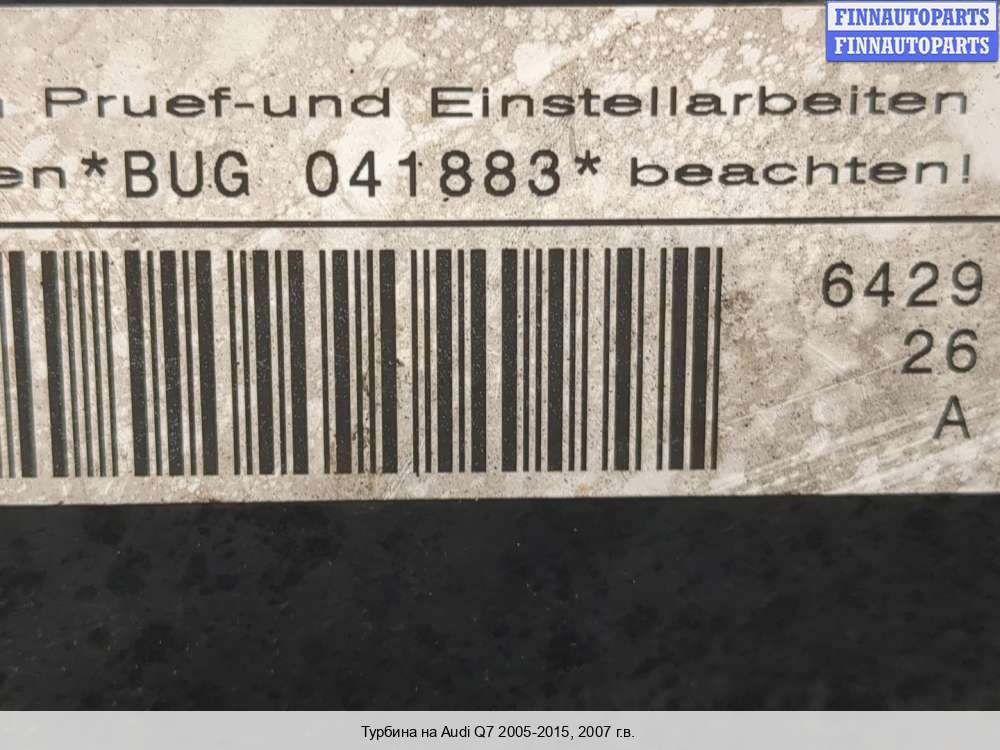 FINNAUTOPARTS
FINNAUTOPARTS
Pruef-und Einstellarbeiten
en*BUG 041883* beachten!
6429
26
A
Турбина на Audi Q7 2005-2015, 2007 г.в.